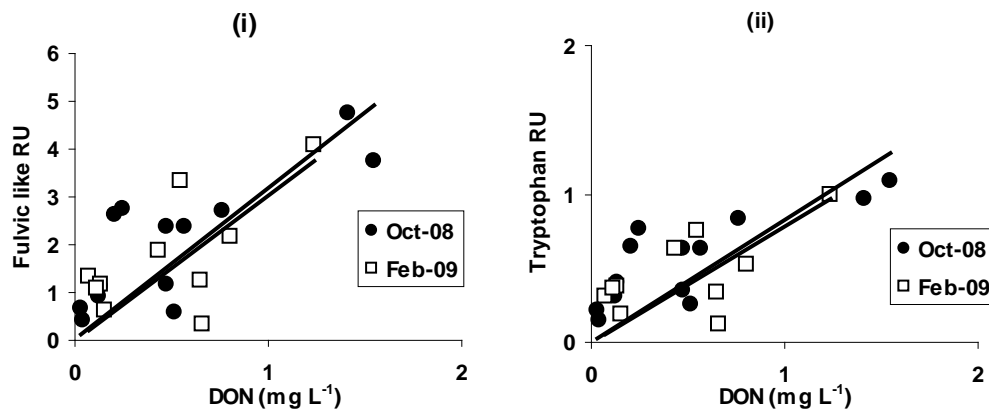 (i)
Fulvic like RU
6
5
4
3
2
1
0
0 1 2
DON (mg L-1)
Oct-08
Feb-09
(ii)
Tryptophan RU
2
1
0
0 1 2
DON (mg L-1)
Oct-08
Feb-09